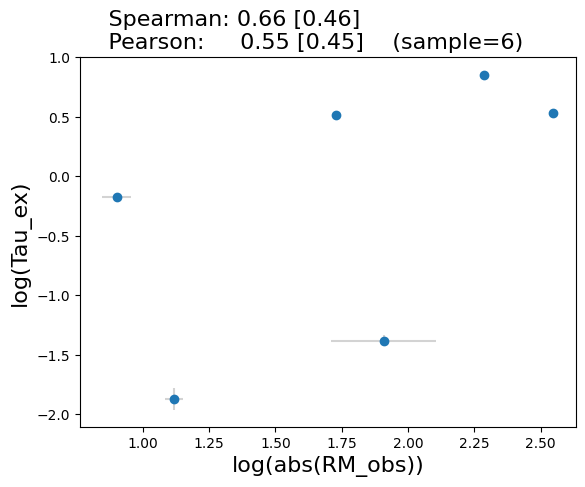 Spearman: 0.66 [0.46]
Pearson: 0.55 [0.45] (sample=6)
1.0
0.5
0.0
−0.5
−1.0
−1.5
−2.0
log(Tau_ex)
1.00 1.25 1.50 1.75 2.00 2.25 2.50
log(abs(RM_obs))